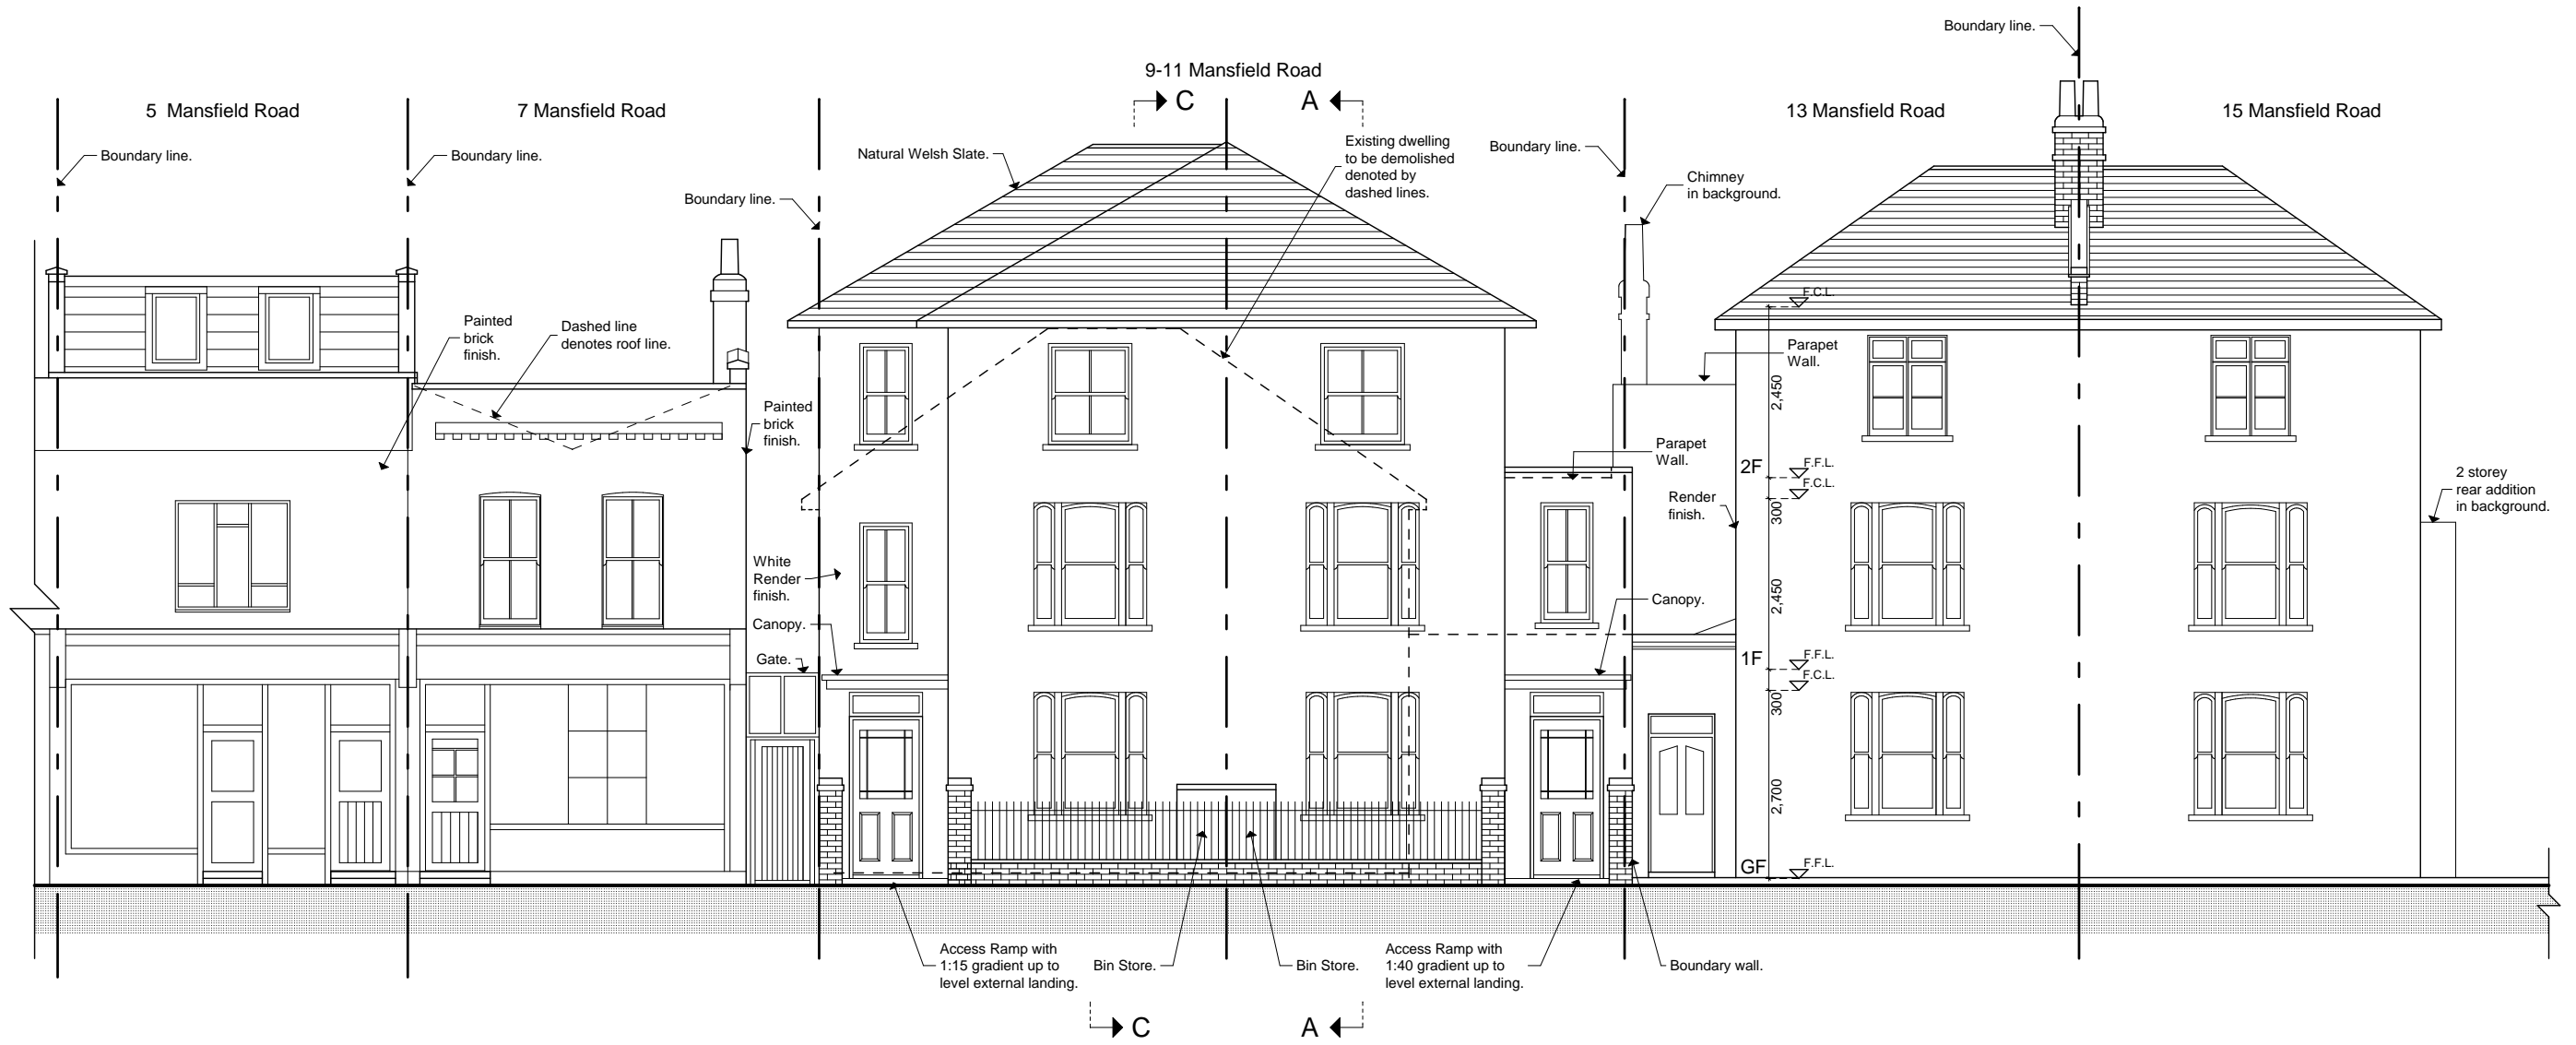 Boundary line.
9-11 Mansfield Road
5 Mansfield Road
7 Mansfield Road
C
A
13 Mansfield Road
15 Mansfield Road
Boundary line.
Boundary line.
Natural Welsh Slate.
Existing dwelling
to be demolished
denoted by
dashed lines.
Boundary line.
Boundary line.
Chimney
in background.
F.C.L.
Painted
brick
finish.
Dashed line
denotes roof line.
Parapet
Wall.
2,450
Painted
brick
finish.
Parapet
Wall.
2F
F.F.L.
F.C.L.
300
Render
finish.
2 storey
rear addition
in background.
White
Render
finish.
2,450
Canopy.
Canopy.
Gate.
1F
F.F.L.
F.C.L.
300
2,700
GF
F.F.L.
Access Ramp with
1:15 gradient up to
level external landing.
Bin Store.
Bin Store.
Access Ramp with
1:40 gradient up to
level external landing.
Boundary wall.
C
A